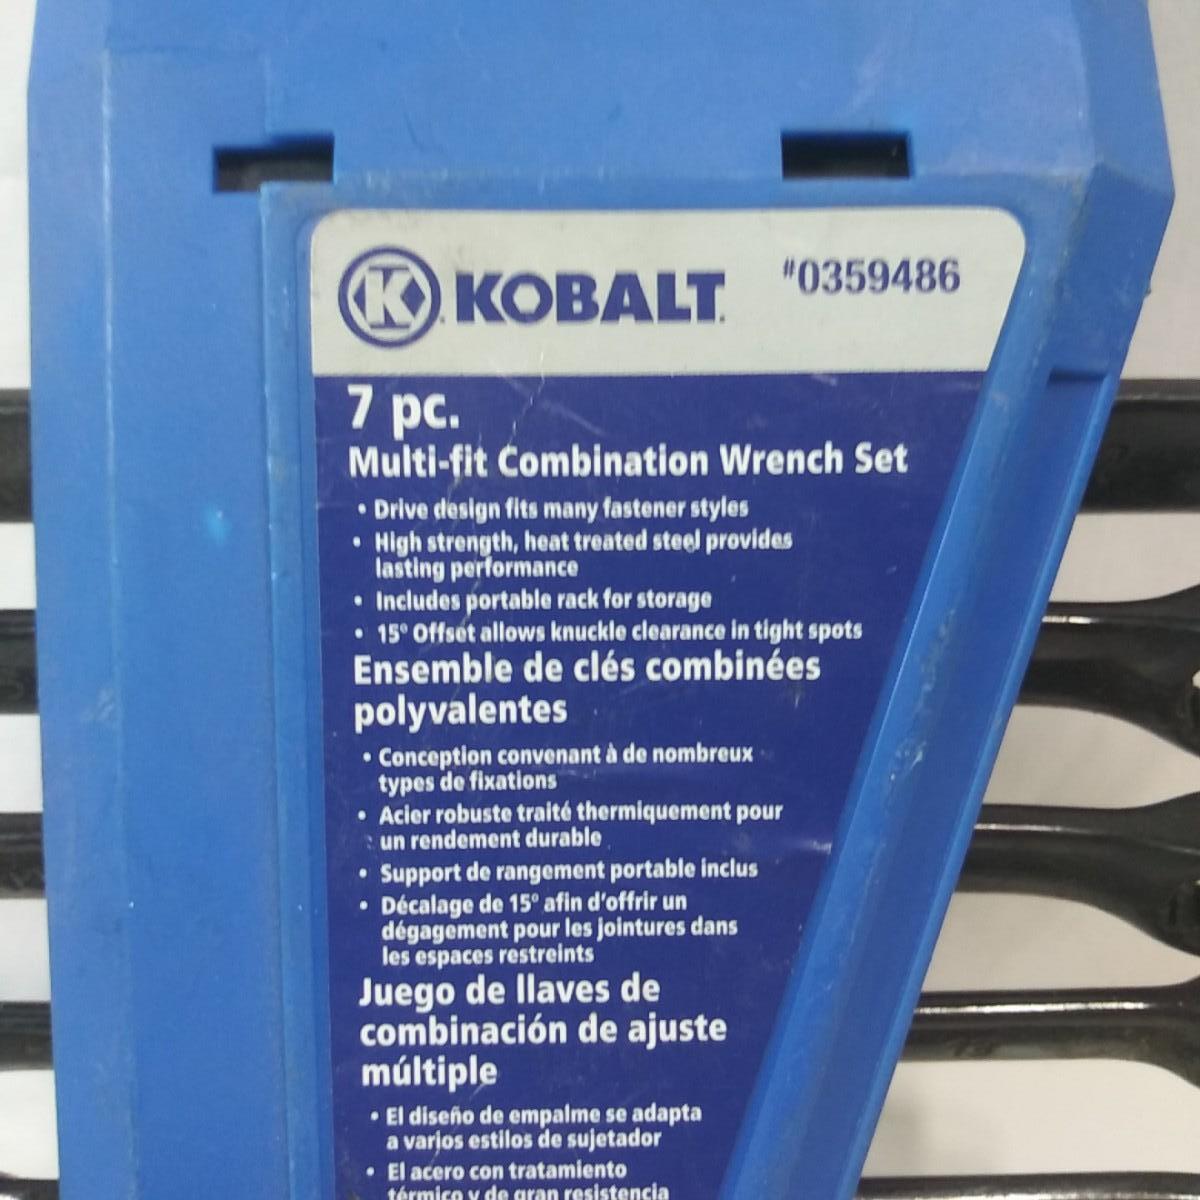 KOBALT. #0359486
7 pc.
Multi-fit Combination Wrench Set
• Drive design fits many fastener styles
• High strength, heat treated steel provides
lasting performance
• Includes portable rack for storage
• 15° Offset allows knuckle clearance in tight spots
Ensemble de clés combinées
polyvalentes
• Conception convenant à de nombreux
types de fixations
• Acier robuste traité thermiquement pour
un rendement durable
• Support de rangement portable inclus
• Décalage de 15° afin d'offrir un
dégagement pour les jointures dans
les espaces restreints
Juego de llaves de
combinación de ajuste
múltiple
• El diseño de empalme se adapta
a varios estilos de sujetador
• El acero con tratamiento
térmico y de gran resistencia